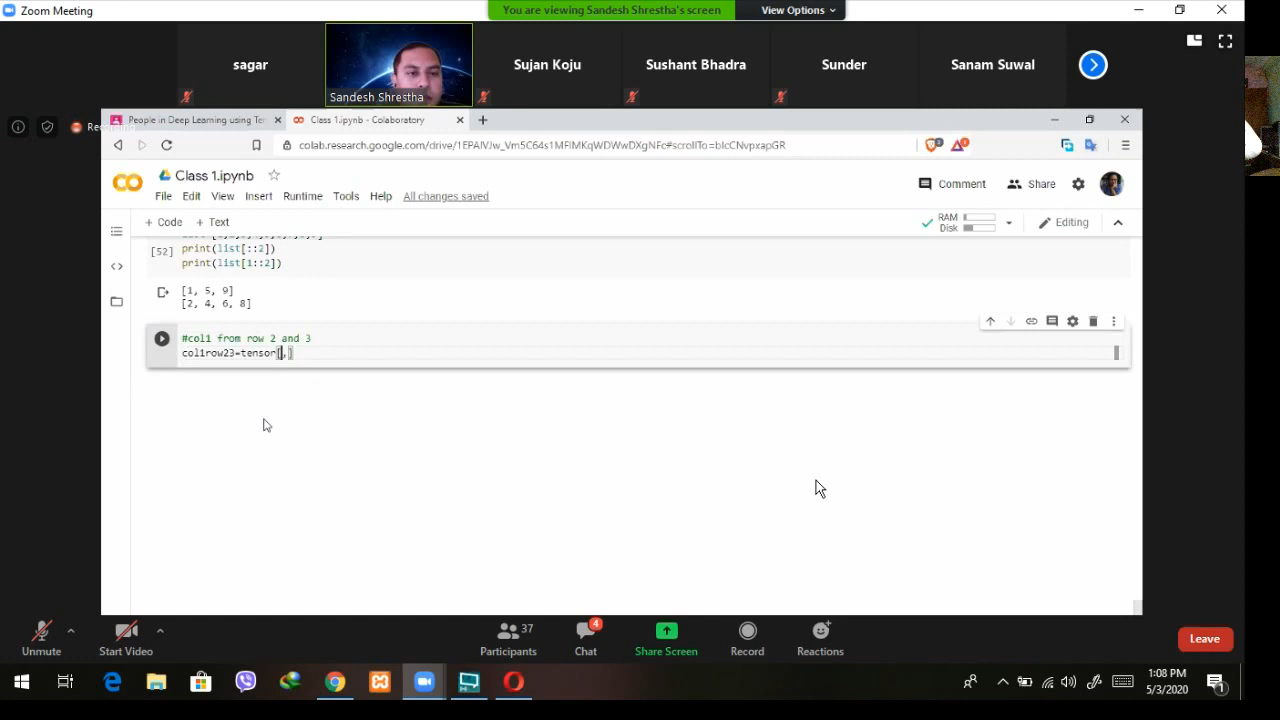 Zoom Meeting
You are viewing Sandesh Shrestha's screen
View Options
sagar
Sandesh Shrestha
Sujan Koju
Sushant Bhadra
Sunder
Sanam Suwal
Recording
People in Deep Learning using Ter
Class 1.ipynb - Colaboratory
colab.research.google.com/drive/1EPAlVJw_Vm5C64s1MFlMKqWDWwDXgNFc#scrollTo=blcCNvpxapGR
Class 1.ipynb
Comment
Share
File Edit View Insert Runtime Tools Help All changes saved
+ Code + Text
RAM
Disk
Editing
[52]
print(list[::2])
print(list[1::2])
[1, 5, 9]
[2, 4, 6, 8]
#col1 from row 2 and 3
col1row23=tensor[,]
Unmute
Start Video
Participants
37
Chat
4
Share Screen
Record
Reactions
Leave
1:08 PM
5/3/2020
1